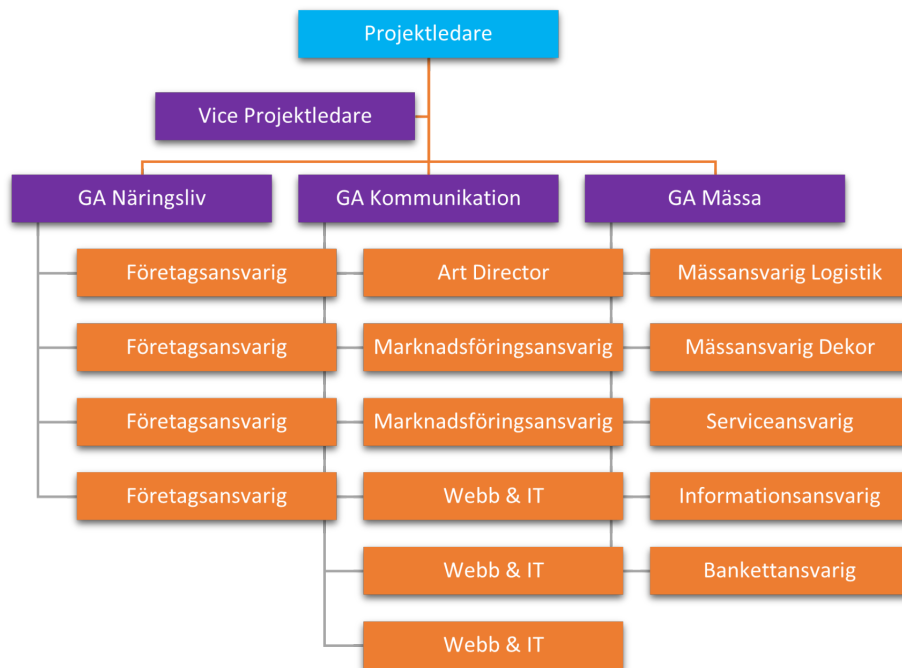 Projektledare
Vice Projektledare
GA Näringsliv
GA Kommunikation
GA Mässa
Företagsansvarig
Art Director
Mässansvarig Logistik
Företagsansvarig
Marknadsföringsansvarig
Mässansvarig Dekor
Företagsansvarig
Marknadsföringsansvarig
Serviceansvarig
Företagsansvarig
Webb & IT
Informationsansvarig
Webb & IT
Bankettansvarig
Webb & IT